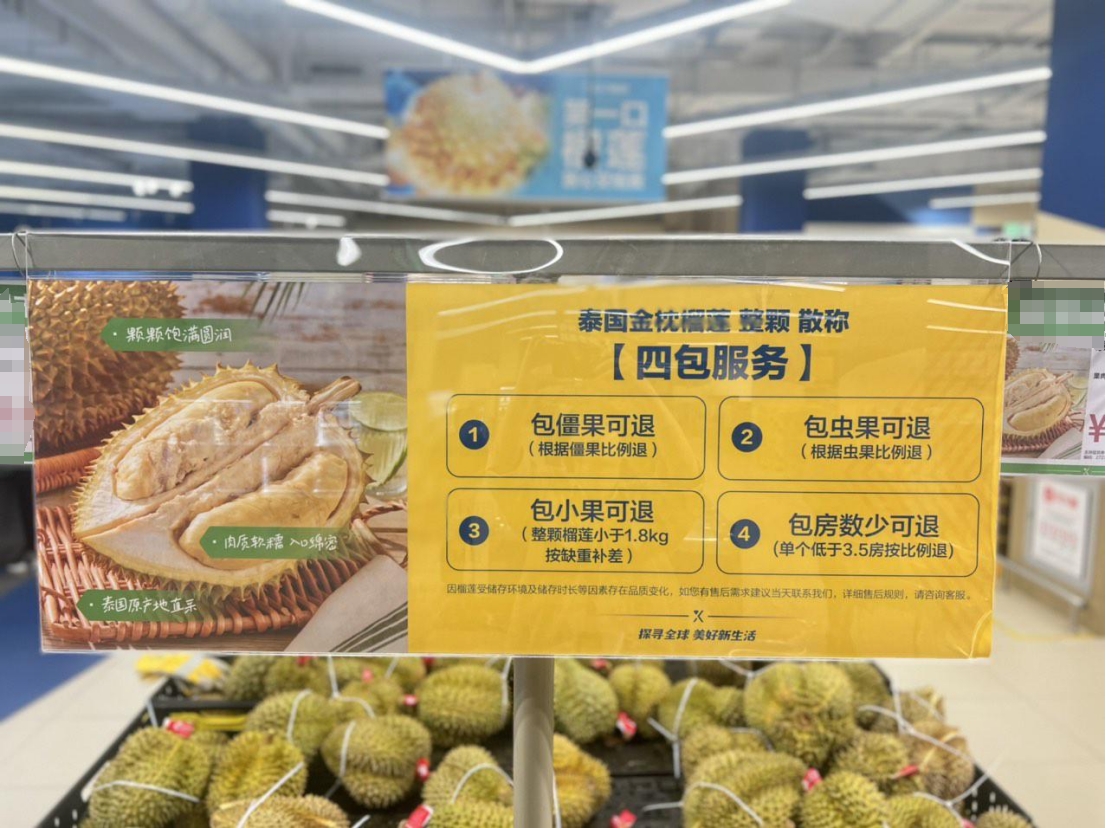 第一口
榴莲
颗颗饱满圆润
肉质软糯 入口绵密
泰国原产地直采
泰国金枕榴莲 整颗 散称
【四包服务】
1
包僵果可退
(根据僵果比例退)
2
包虫果可退
(根据虫果比例退)
3
包小果可退
(整颗榴莲小于1.8kg
按缺重补差)
4
包房数少可退
(单个低于3.5房按比例退)
因榴莲受储存环境及储存时长等因素存在品质变化，如您有售后需求建议当天联系我们，详细售后规则，请咨询客服。
探寻全球 美好新生活